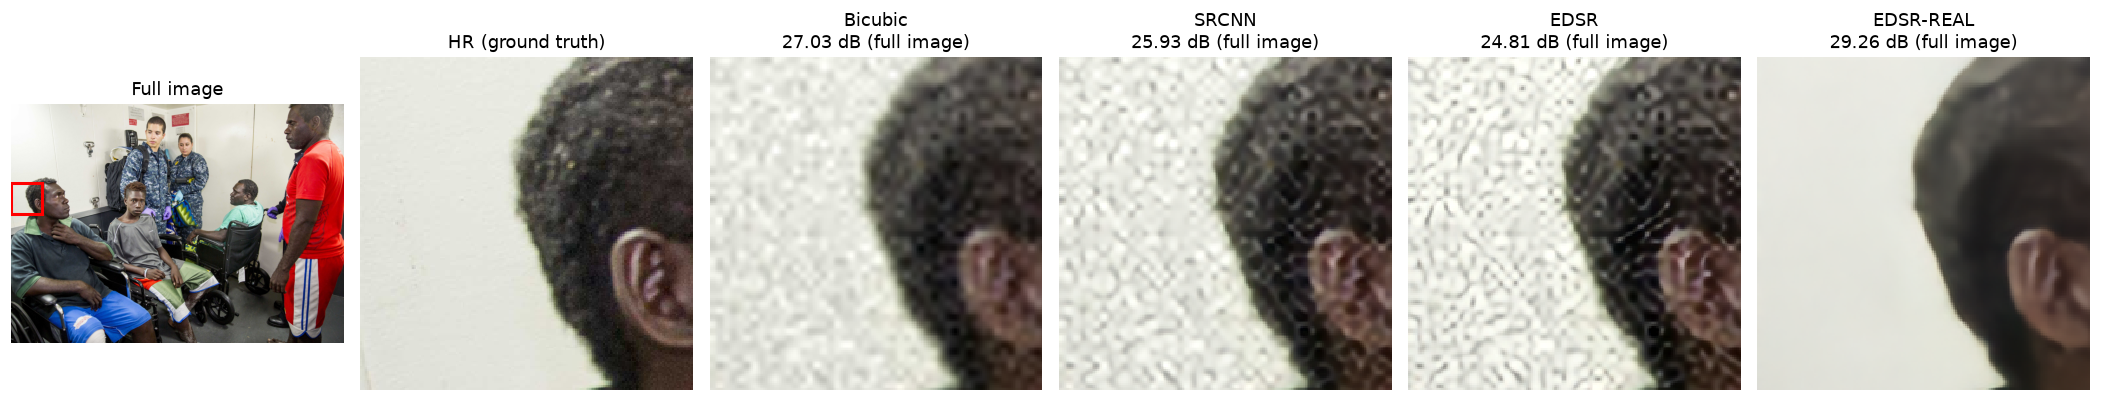 Full image
HR (ground truth)
Bicubic
27.03 dB (full image)
SRCNN
25.93 dB (full image)
EDSR
24.81 dB (full image)
EDSR-REAL
29.26 dB (full image)